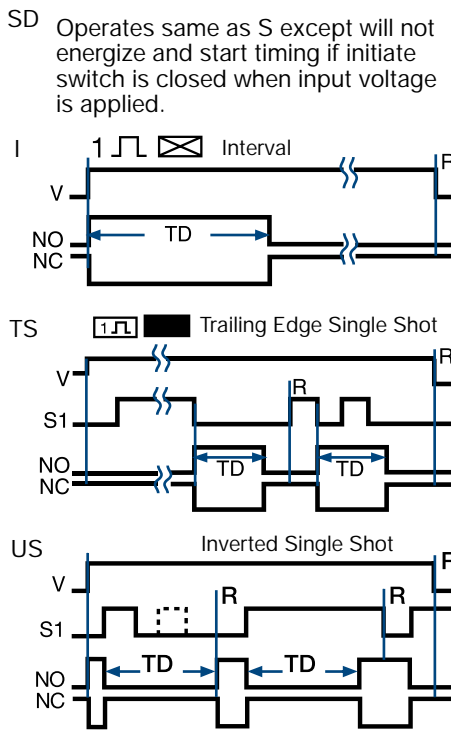 SD
Operates same as S except will not
energize and start timing if initiate
switch is closed when input voltage
is applied.
I 1 Interval
R
V
NO TD
NC
TS 1 Trailing Edge Single Shot
R
V
R
S1
NO TD TD
NC
US Inverted Single Shot
V
R R
S1
NO TD TD
NC